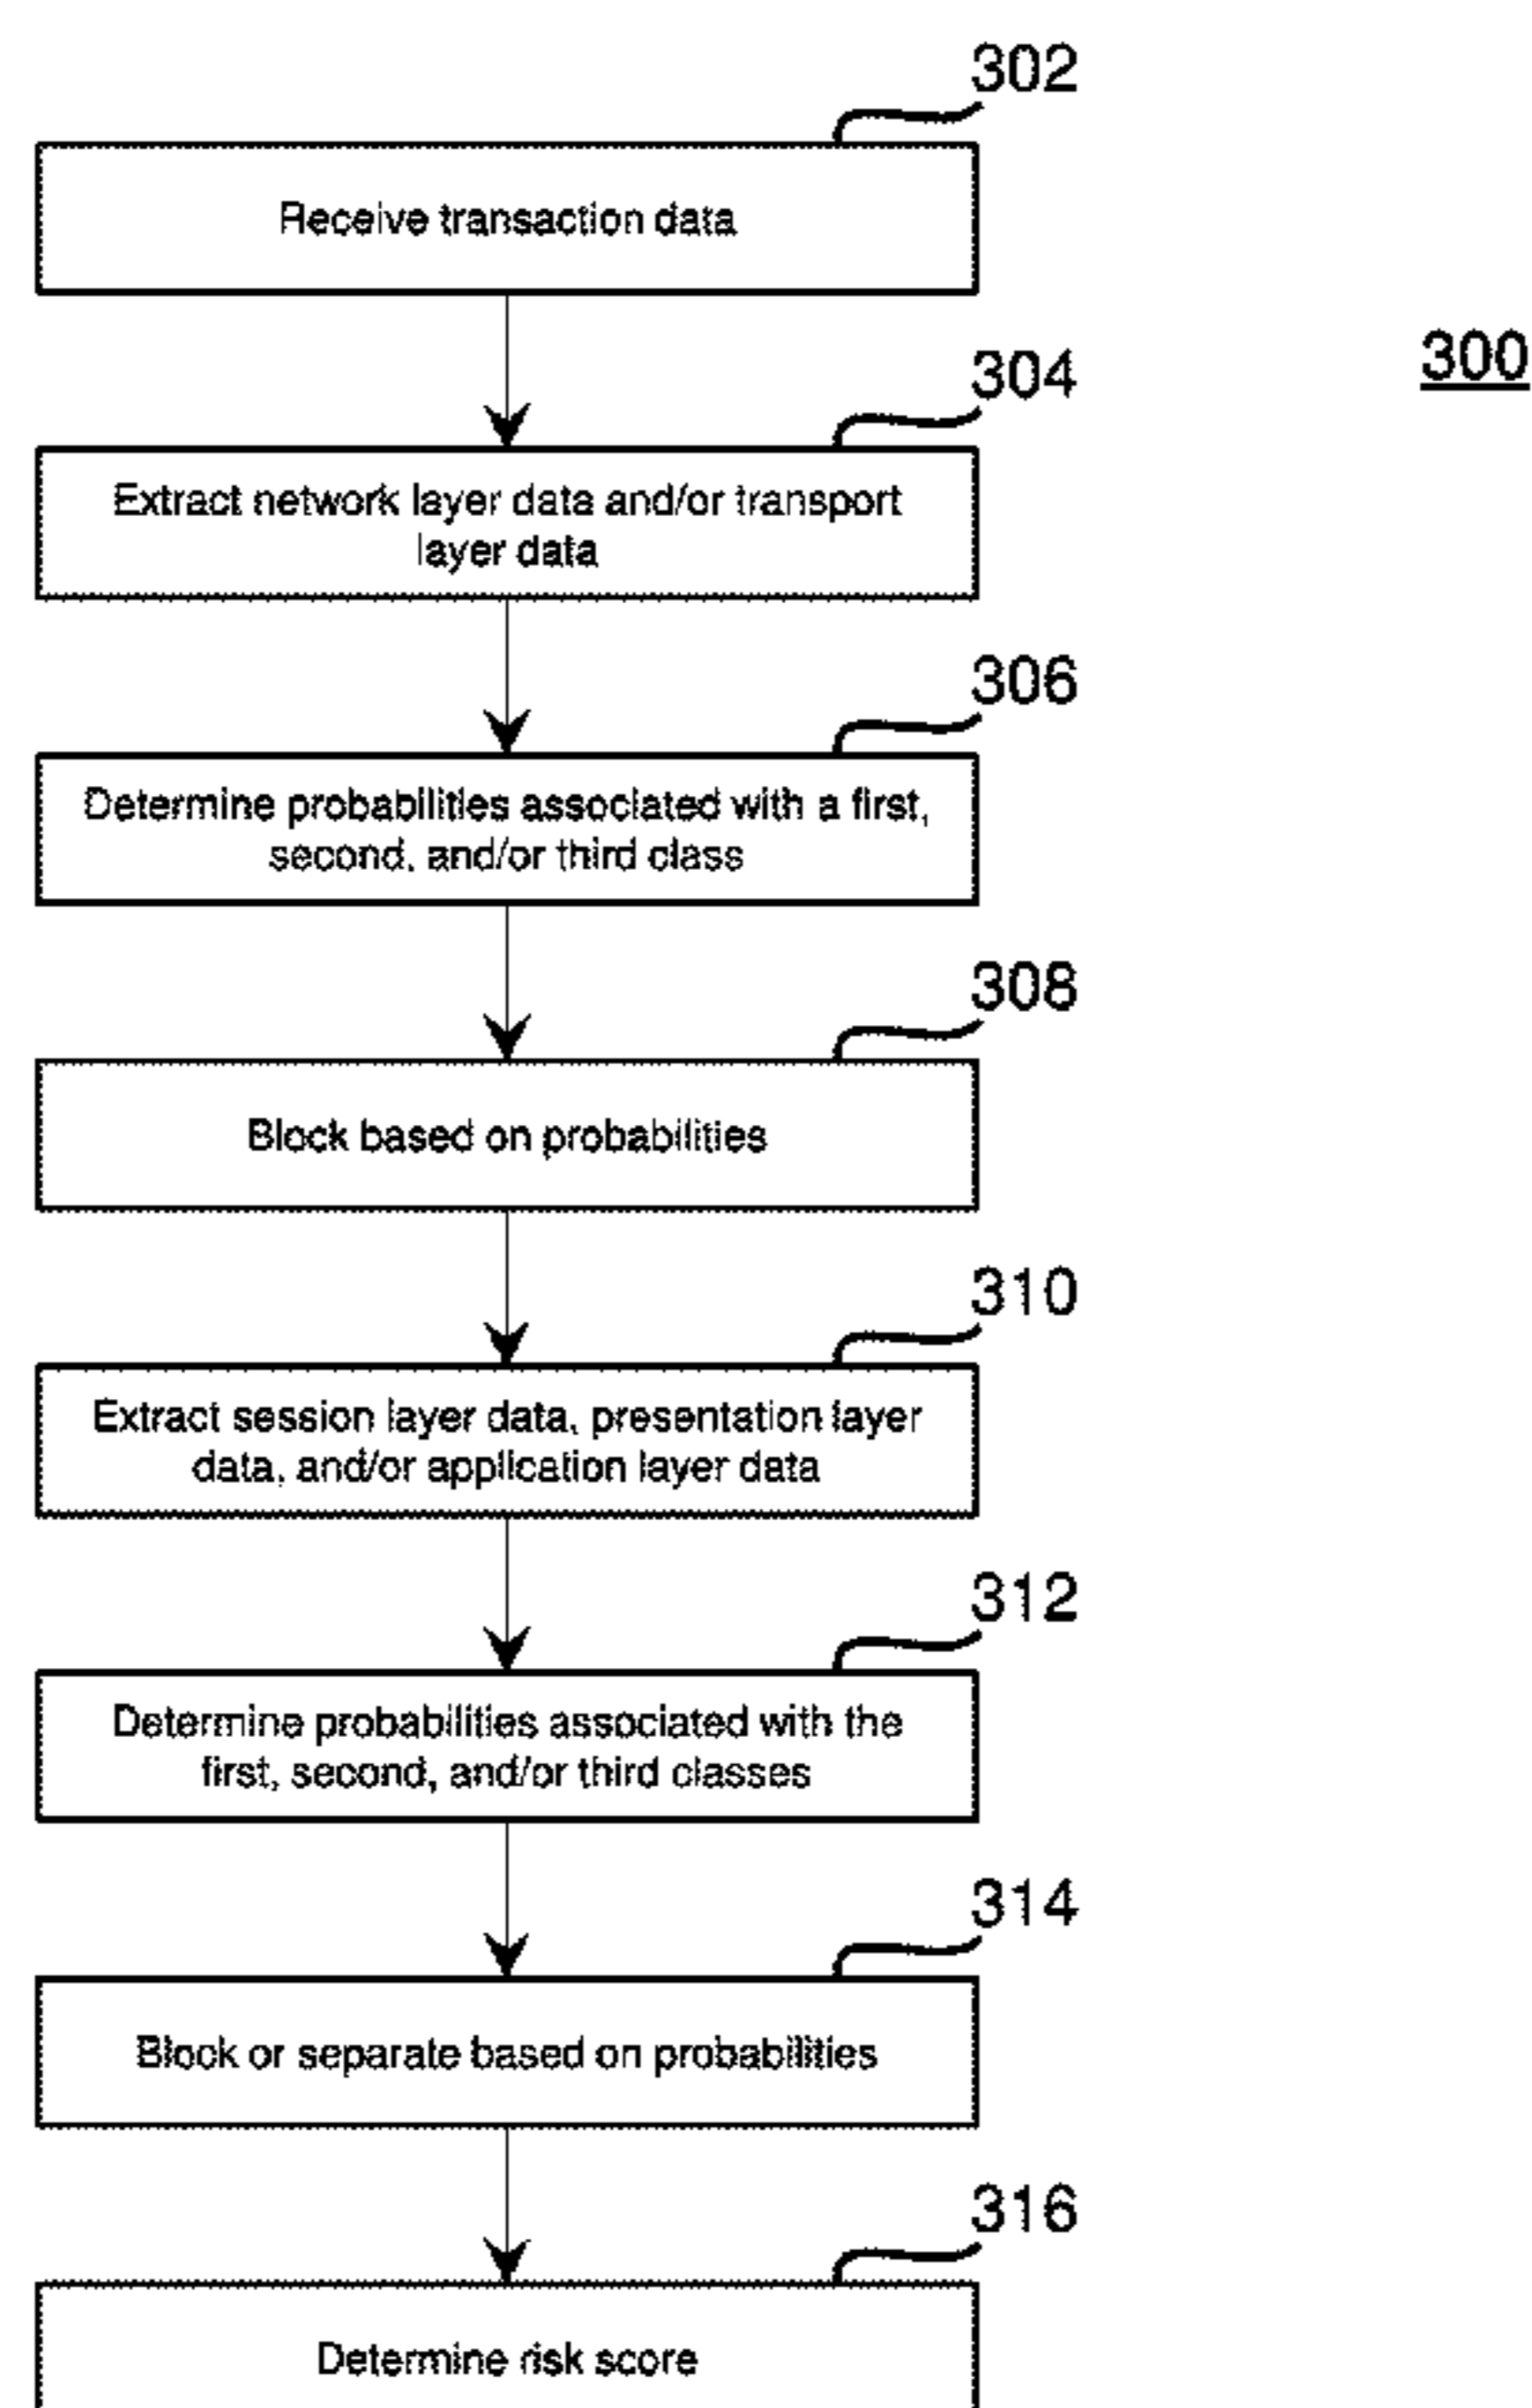 302
Receive transaction data
300
304
Extract network layer data and/or transport
layer data
306
Determine probabilities associated with a first,
second, and/or third class
308
Block based on probabilities
310
Extract session layer data, presentation layer
data, and/or application layer data
312
Determine probabilities associated with the
first, second, and/or third classes
314
Block or separate based on probabilities
316
Determine risk score